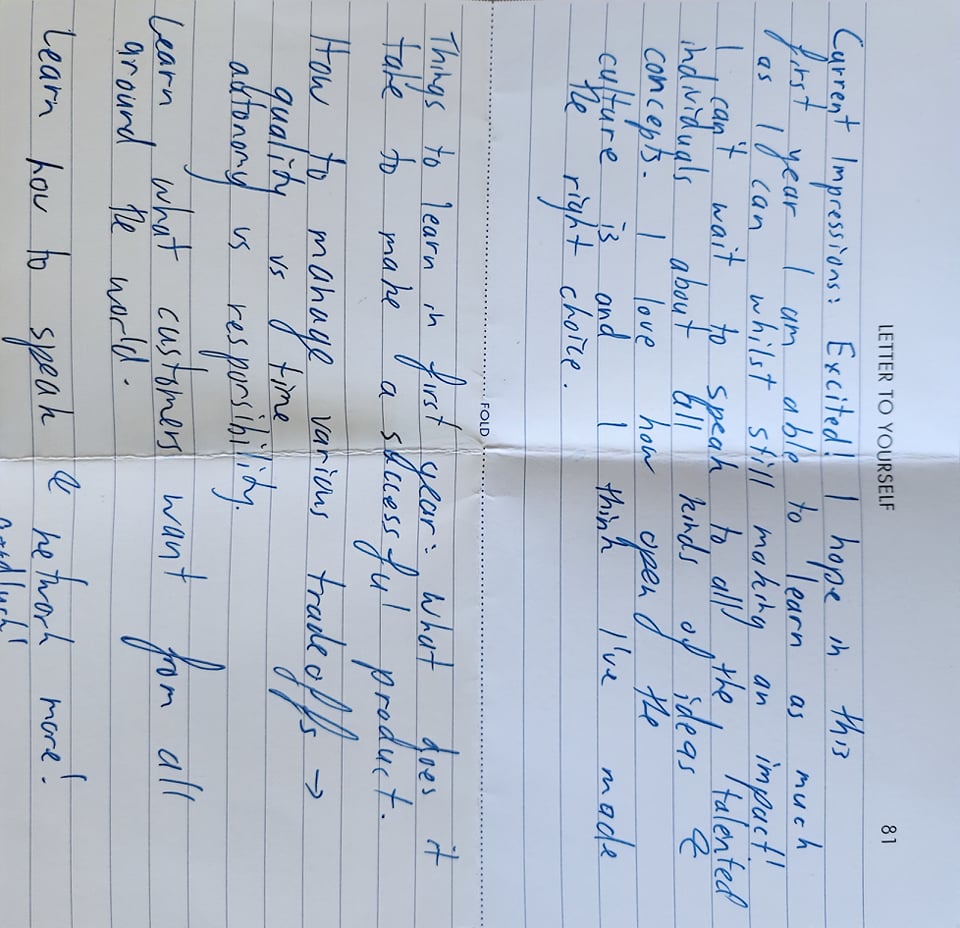 LETTER TO YOURSELF 81
Current Impressions: Excited! I hope in this
first year I am able to learn as much
as I can whilst still making an impact!
I can't wait to speak to all the talented
individuals about all kinds of ideas &
concepts. I love how open the
culture is and I think I've made
the right choice.
FOLD
Things to learn in first year: what does it
take to make a successful product.
How to manage various tradeoffs →
quality vs time
autonomy vs responsibility.
Learn what customers want from all
around the world.
Learn how to speak & network more!
Goodluck!